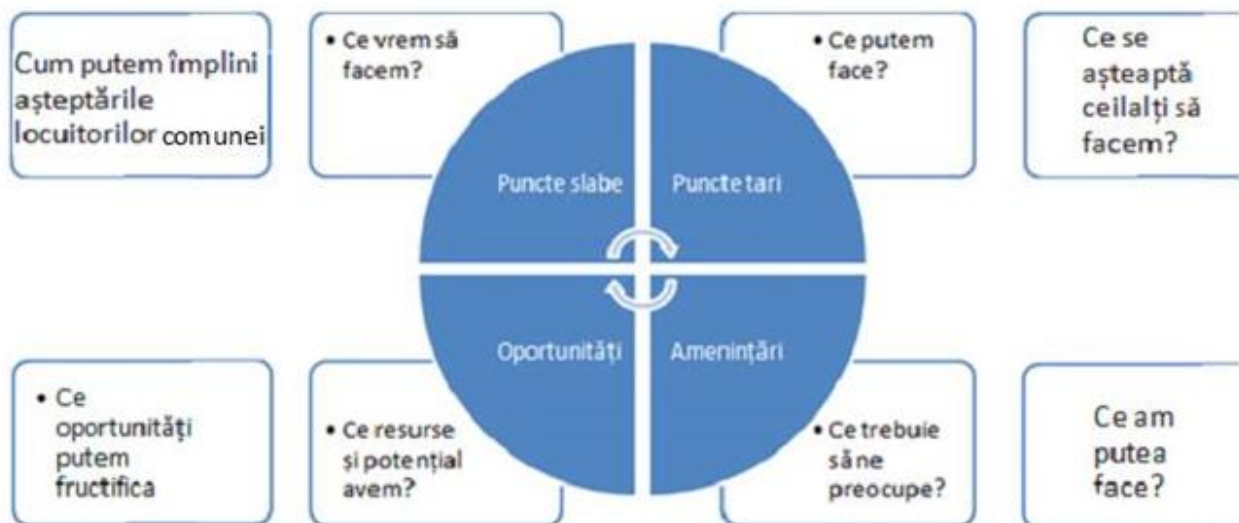 Cum putem împlini
așteptările
locuitorilor comunei
• Ce vrem să
facem?
• Ce putem
face?
Ce se
așteaptă
ceilalți să
facem?
Puncte slabe
Puncte tari
Oportunități
Amenințări
• Ce
oportunități
putem
fructifica
• Ce resurse
și potențial
avem?
• Ce trebuie
să ne
preocupe?
Ce am
putea
face?